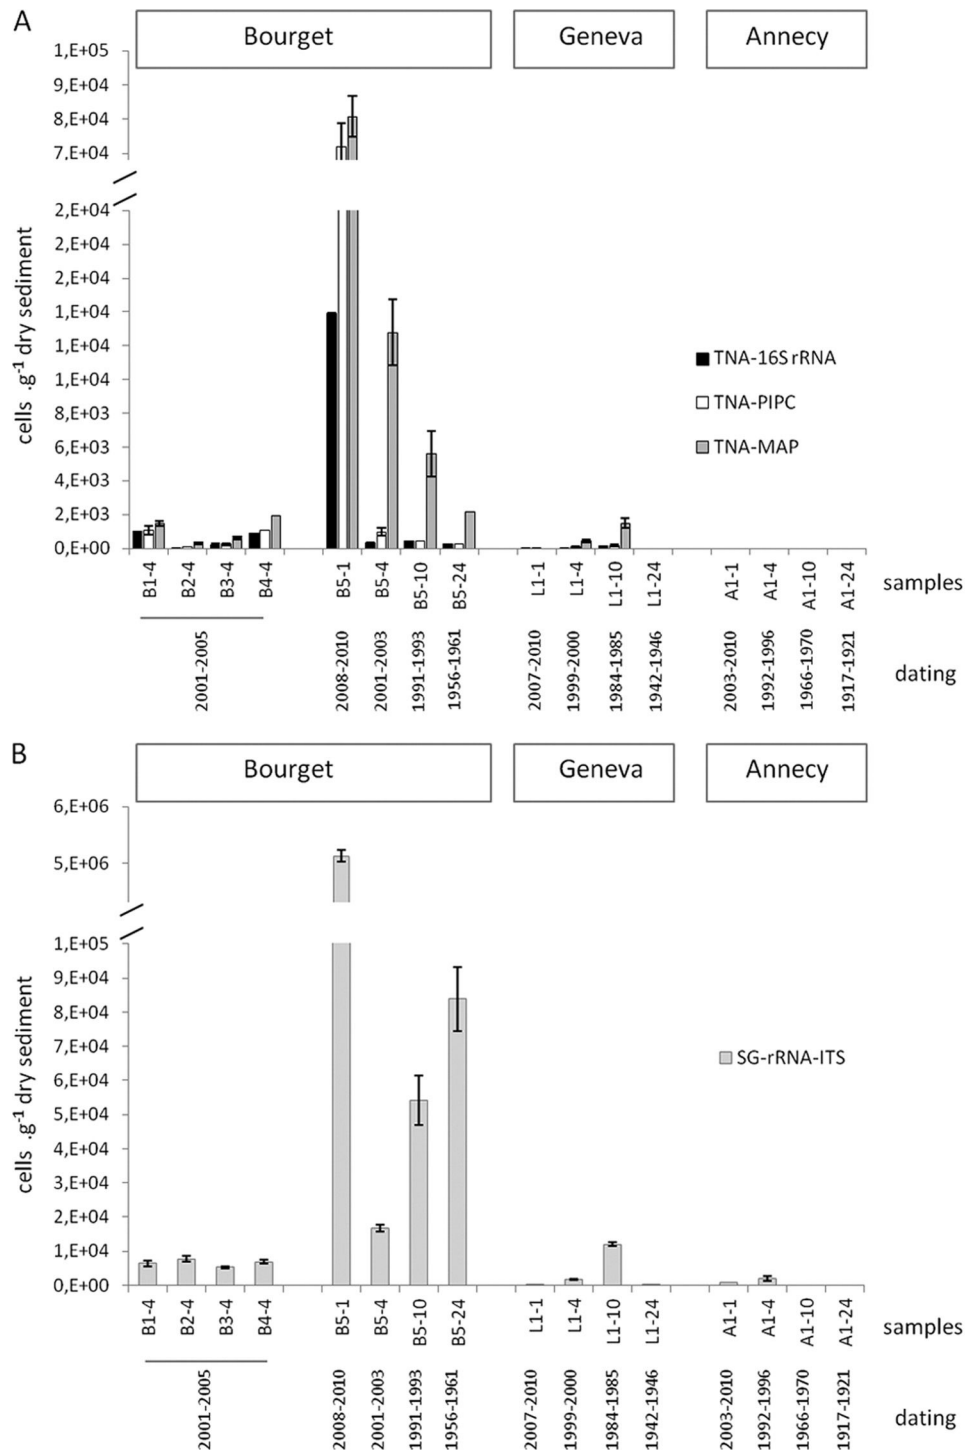 A
Bourget Geneva Annecy
1,E+05
9,E+04
8,E+04
7,E+04
2,E+04
2,E+04
2,E+04
1,E+04
1,E+04
1,E+04
8,E+03
6,E+03
4,E+03
2,E+03
0,E+00
cells .g-1 dry sediment
TNA-16S rRNA
TNA-PIPC
TNA-MAP
B1-4 B2-4 B3-4 B4-4 B5-1 B5-4 B5-10 B5-24 L1-1 L1-4 L1-10 L1-24 A1-1 A1-4 A1-10 A1-24 samples
2001-2005 2008-2010 2001-2003 1991-1993 1956-1961 2007-2010 1999-2000 1984-1985 1942-1946 2003-2010 1992-1996 1966-1970 1917-1921 dating
B
Bourget Geneva Annecy
6,E+06
5,E+06
1,E+05
9,E+04
8,E+04
7,E+04
6,E+04
5,E+04
4,E+04
3,E+04
2,E+04
1,E+04
0,E+00
cells .g-1 dry sediment
SG-rRNA-ITS
B1-4 B2-4 B3-4 B4-4 B5-1 B5-4 B5-10 B5-24 L1-1 L1-4 L1-10 L1-24 A1-1 A1-4 A1-10 A1-24 samples
2001-2005 2008-2010 2001-2003 1991-1993 1956-1961 2007-2010 1999-2000 1984-1985 1942-1946 2003-2010 1992-1996 1966-1970 1917-1921 dating